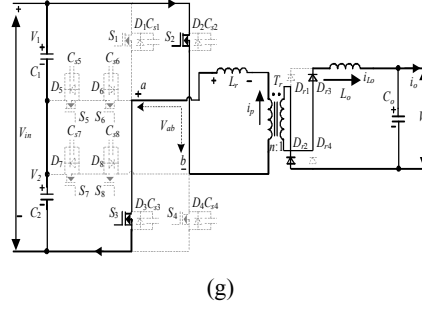 +
S1
D1Cs1
S2
D2Cs2
V1
+
-
C1
Cs5
Cs6
D5
D6
S5
S6
a
+
Vab
b
-
Vin
Cs7
Cs8
D7
D8
S7
S8
V2
+
-
C2
S3
D3Cs3
S4
D4Cs4
-
+ Lr -
ip
Tr
n:1
Dr1
Dr3
Dr2
Dr4
+ -
Lo
iLo
io
Co
+
-
(g)